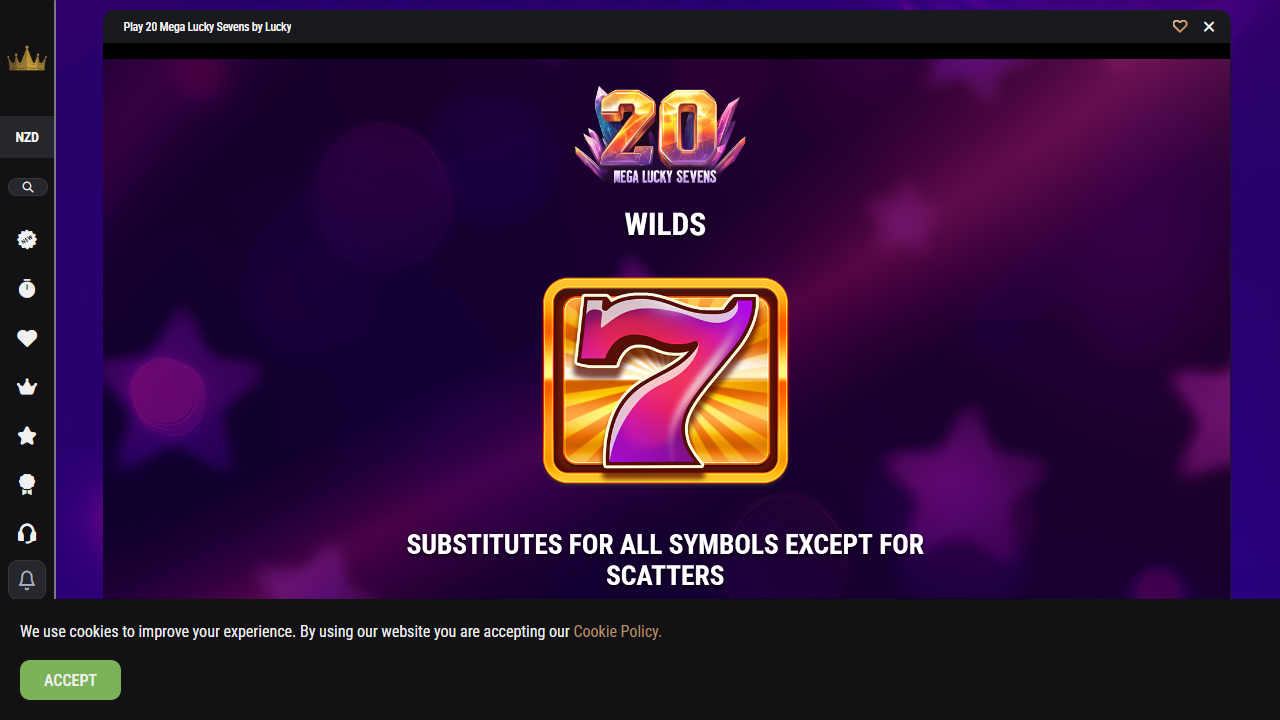 Play 20 Mega Lucky Sevens by Lucky
NZD
NEW
20
MEGA LUCKY SEVENS
WILDS
7
SUBSTITUTES FOR ALL SYMBOLS EXCEPT FOR
SCATTERS
We use cookies to improve your experience. By using our website you are accepting our Cookie Policy.
ACCEPT